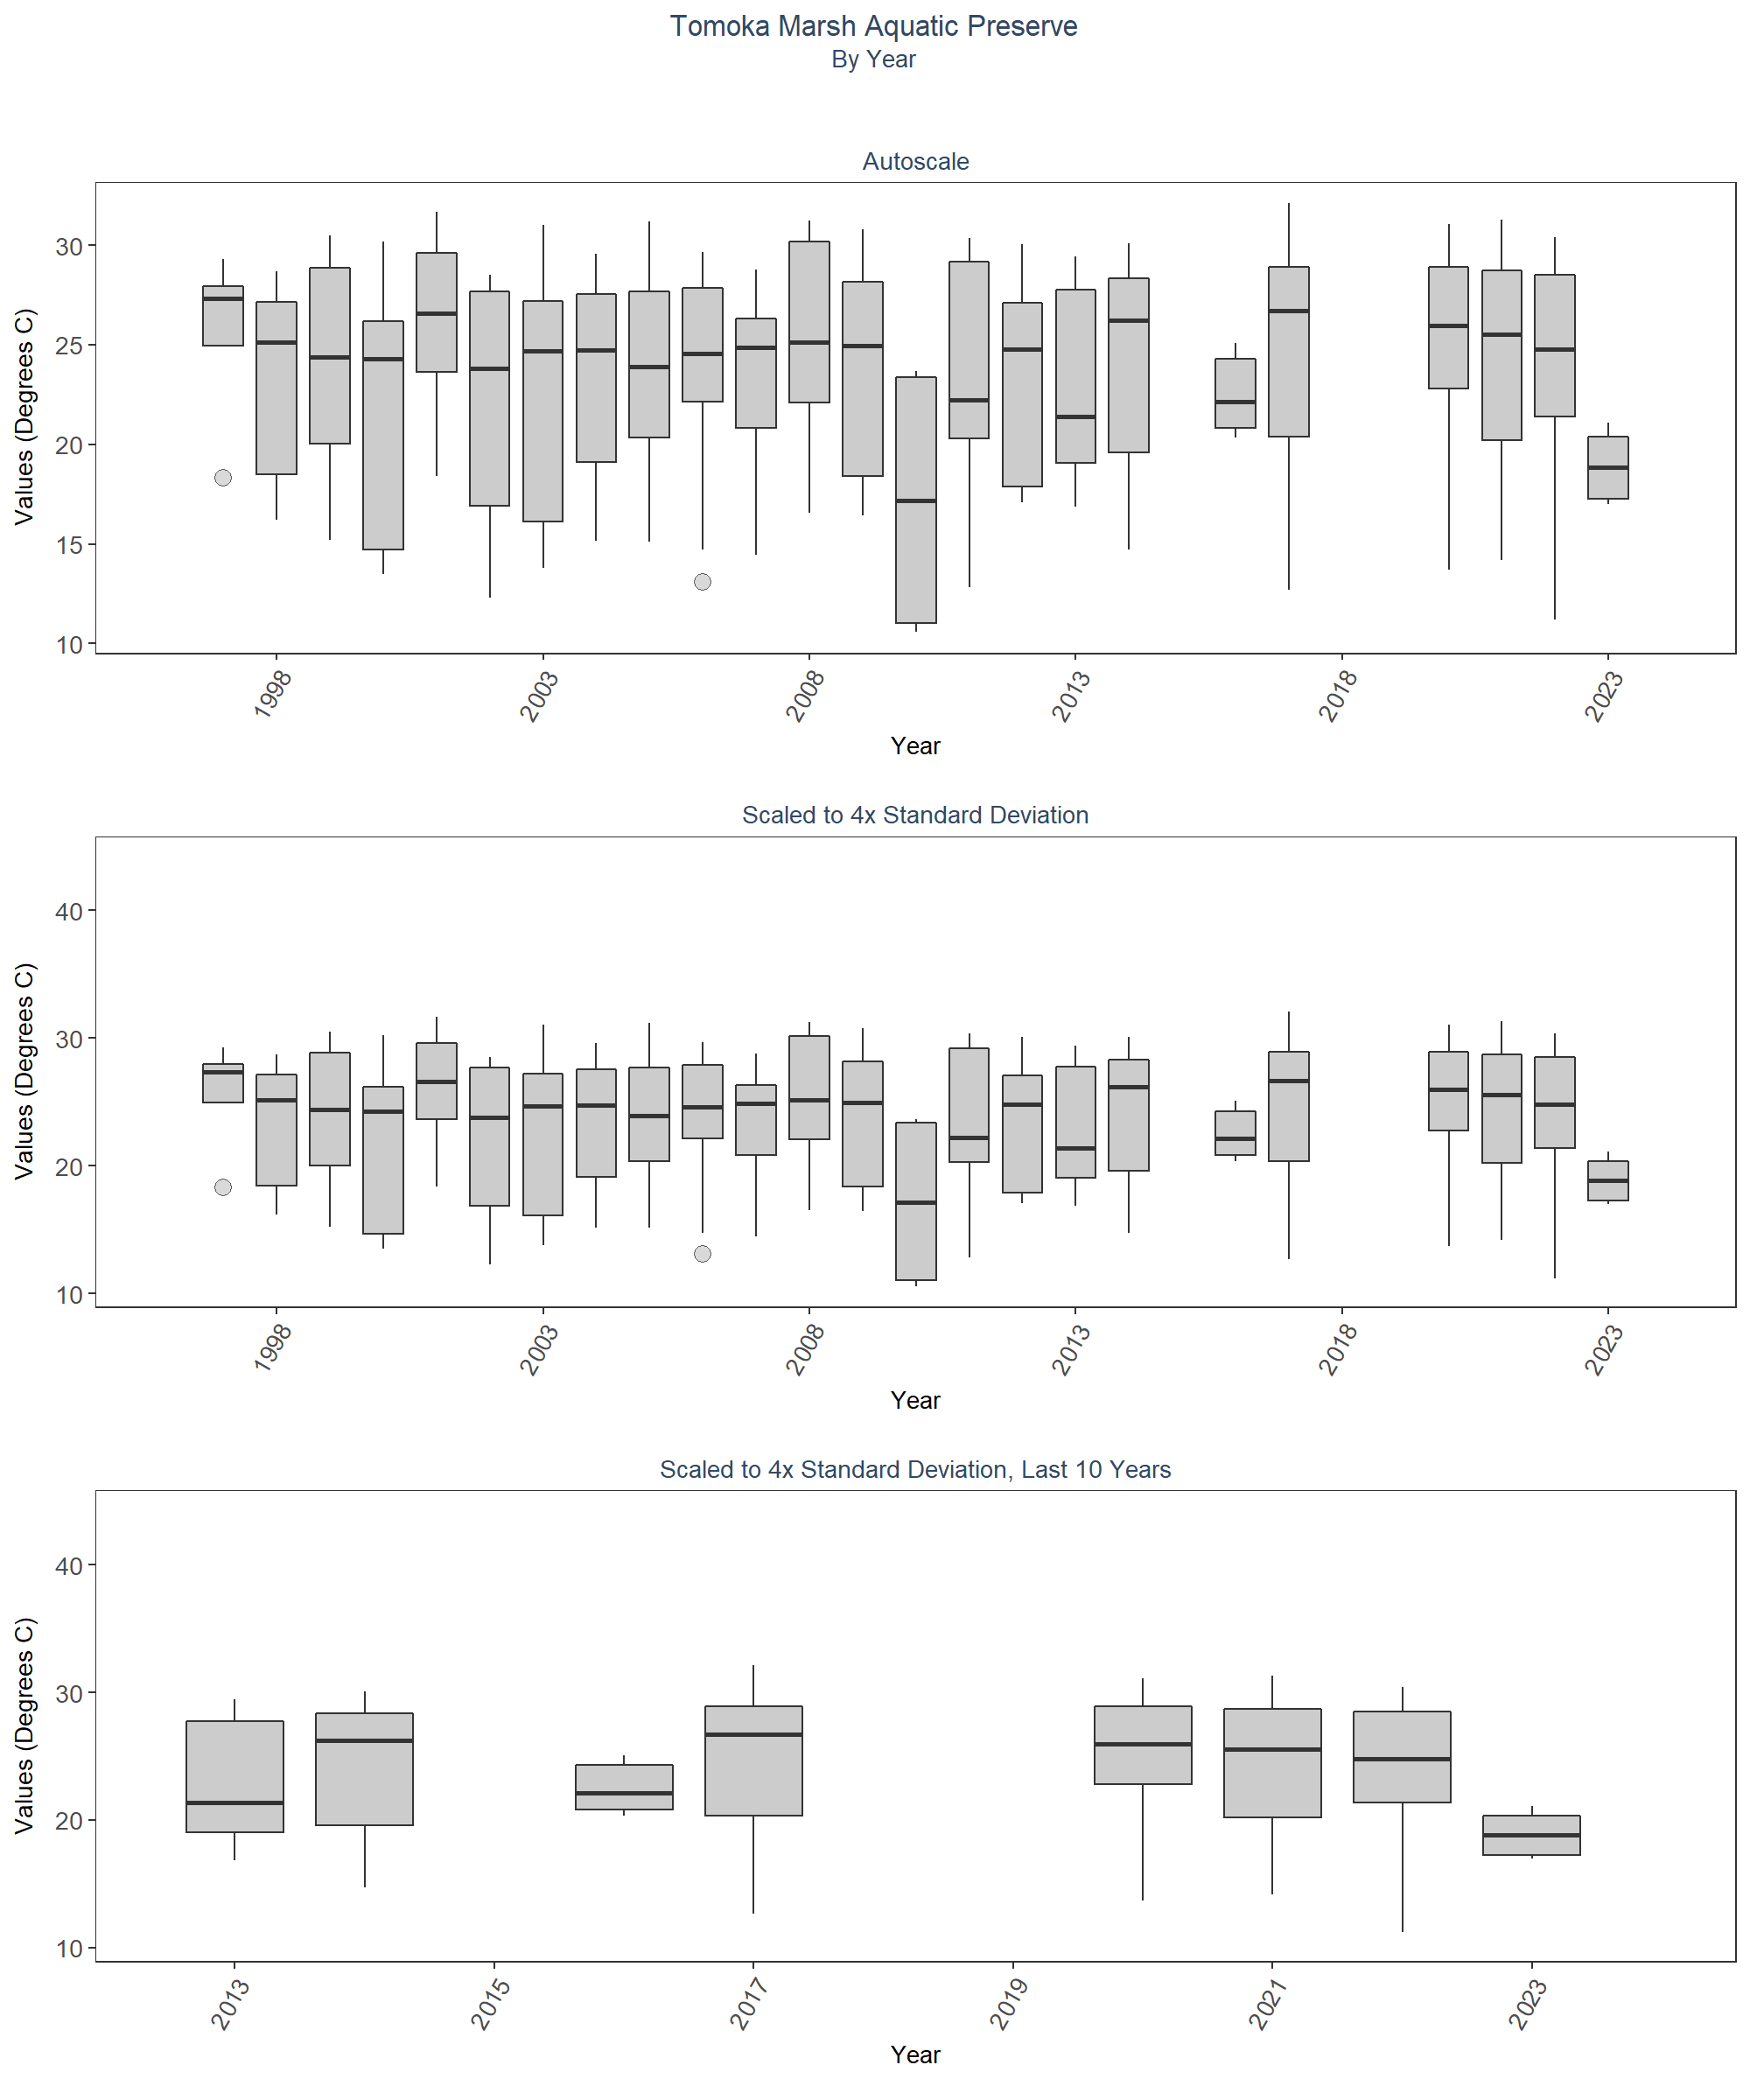 Tomoka Marsh Aquatic Preserve
By Year
Autoscale
Values (Degrees C)
30
25
20
15
10
1998
2003
2008
2013
2018
2023
Year
Scaled to 4x Standard Deviation
Values (Degrees C)
40
30
20
10
1998
2003
2008
2013
2018
2023
Year
Scaled to 4x Standard Deviation, Last 10 Years
Values (Degrees C)
40
30
20
10
2013
2015
2017
2019
2021
2023
Year